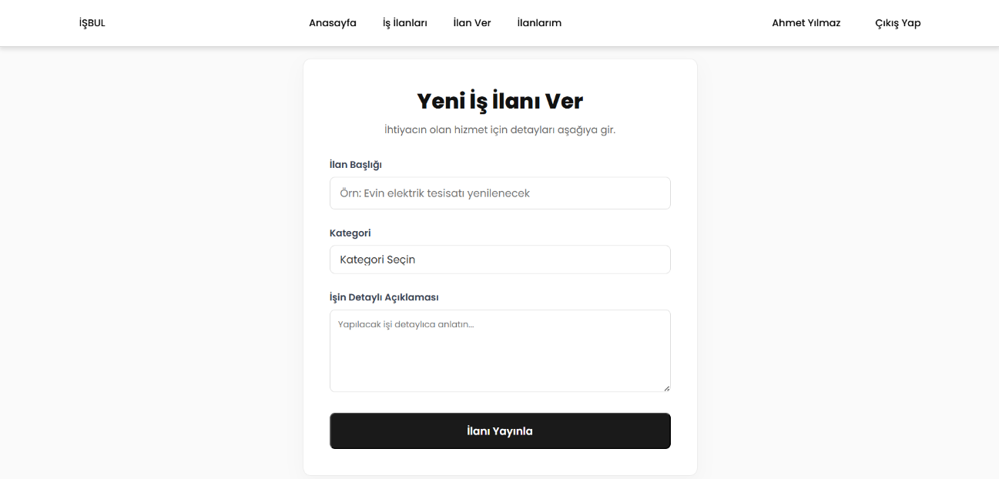 İŞBUL
Anasayfa İş İlanları İlan Ver İlanlarım
Ahmet Yılmaz Çıkış Yap
Yeni İş İlanı Ver
İhtiyacın olan hizmet için detayları aşağıya gir.
İlan Başlığı
Örn: Evin elektrik tesisatı yenilenecek
Kategori
Kategori Seçin
İşin Detaylı Açıklaması
Yapılacak işi detaylıca anlatın...
İlanı Yayınla